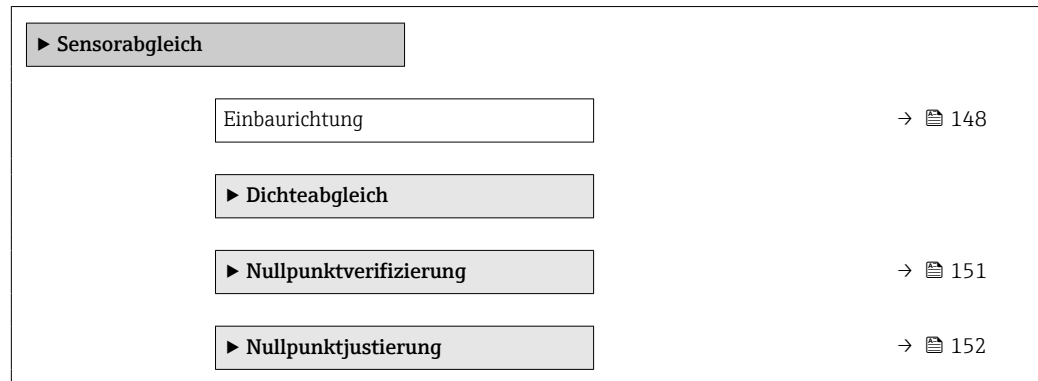 ▶ Sensorabgleich
Einbaurichtung → 🖹 148
▶ Dichteabgleich
▶ Nullpunktverifizierung → 🖹 151
▶ Nullpunktjustierung → 🖹 152